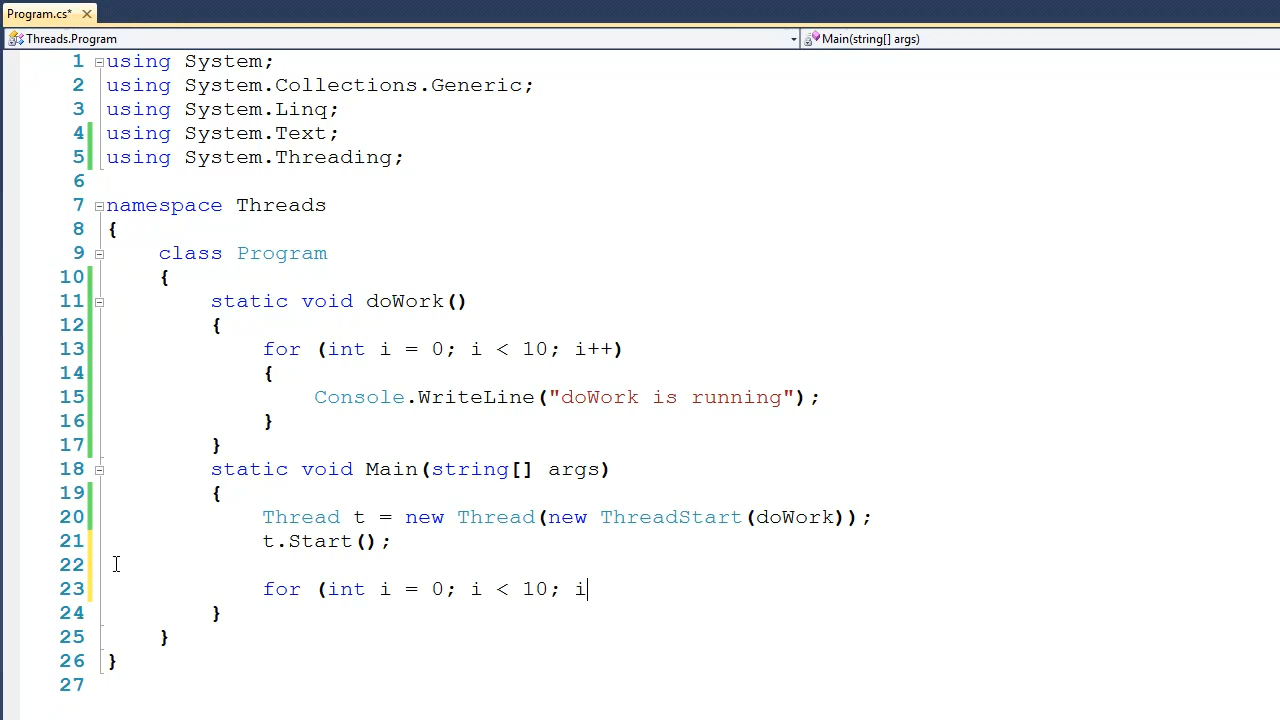 Program.cs*
Threads.Program
Main(string[] args)
1 using System;
2 using System.Collections.Generic;
3 using System.Linq;
4 using System.Text;
5 using System.Threading;
6
7 namespace Threads
8 {
9 class Program
10 {
11 static void doWork()
12 {
13 for (int i = 0; i < 10; i++)
14 {
15 Console.WriteLine("doWork is running");
16 }
17 }
18 static void Main(string[] args)
19 {
20 Thread t = new Thread(new ThreadStart(doWork));
21 t.Start();
22
23 for (int i = 0; i < 10; i
24 }
25 }
26 }
27